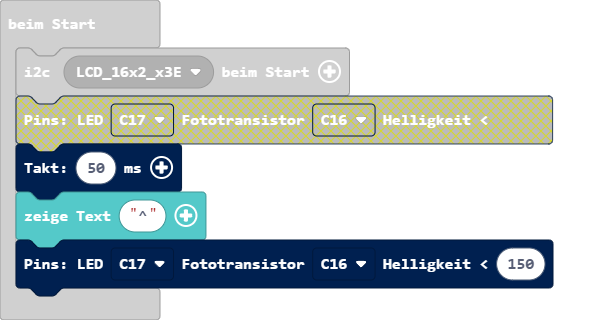 beim Start
i2c LCD_16x2_x3E beim Start
Pins: LED C17 Fototransistor C16 Helligkeit <
Takt: 50 ms
zeige Text "^"
Pins: LED C17 Fototransistor C16 Helligkeit < 150